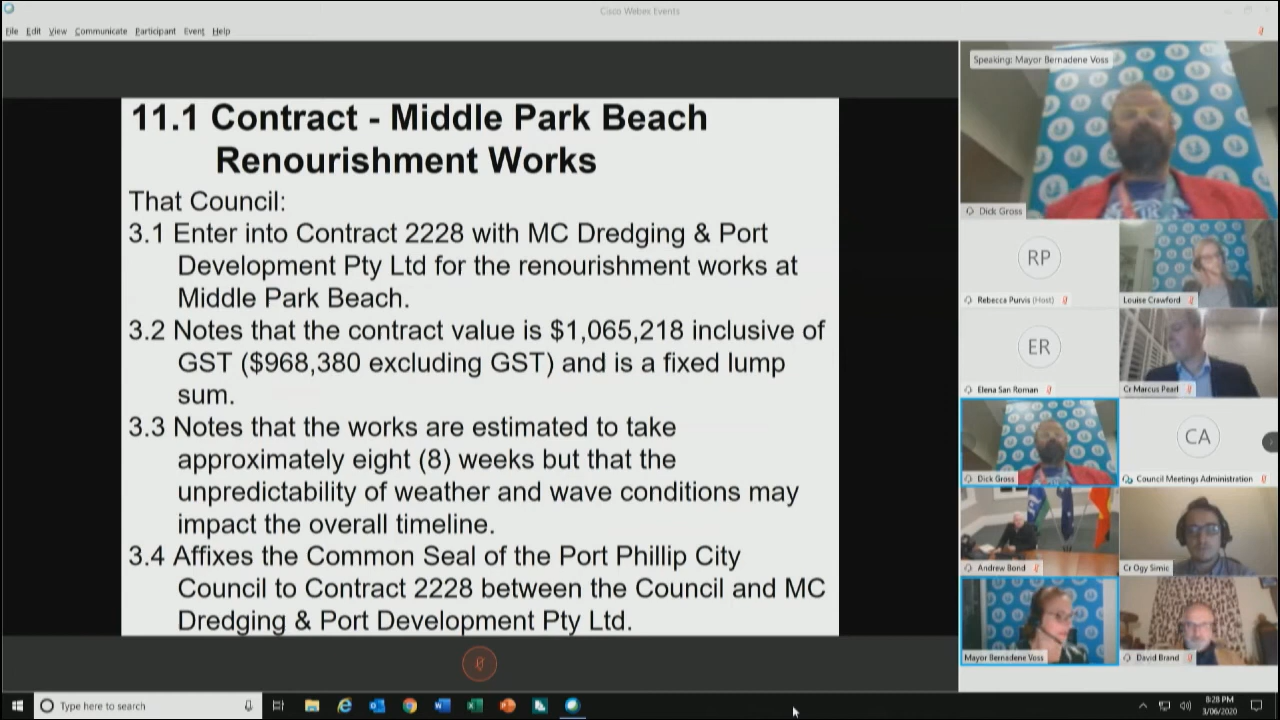 Cisco Webex Events
File Edit View Communicate Participant Event Help
11.1 Contract - Middle Park Beach
Renourishment Works
That Council:
3.1 Enter into Contract 2228 with MC Dredging & Port
Development Pty Ltd for the renourishment works at
Middle Park Beach.
3.2 Notes that the contract value is $1,065,218 inclusive of
GST ($968,380 excluding GST) and is a fixed lump
sum.
3.3 Notes that the works are estimated to take
approximately eight (8) weeks but that the
unpredictability of weather and wave conditions may
impact the overall timeline.
3.4 Affixes the Common Seal of the Port Phillip City
Council to Contract 2228 between the Council and MC
Dredging & Port Development Pty Ltd.
Speaking: Mayor Bernadene Voss
Dick Gross
RP
Rebecca Purvis (Host)
Louise Crawford
ER
Elena San Roman
Cr Marcus Pearl
Dick Gross
CA
Council Meetings Administration
Andrew Bond
Cr Ogy Simic
Mayor Bernadene Voss
David Brand
Type here to search
8:28 PM
3/06/2020